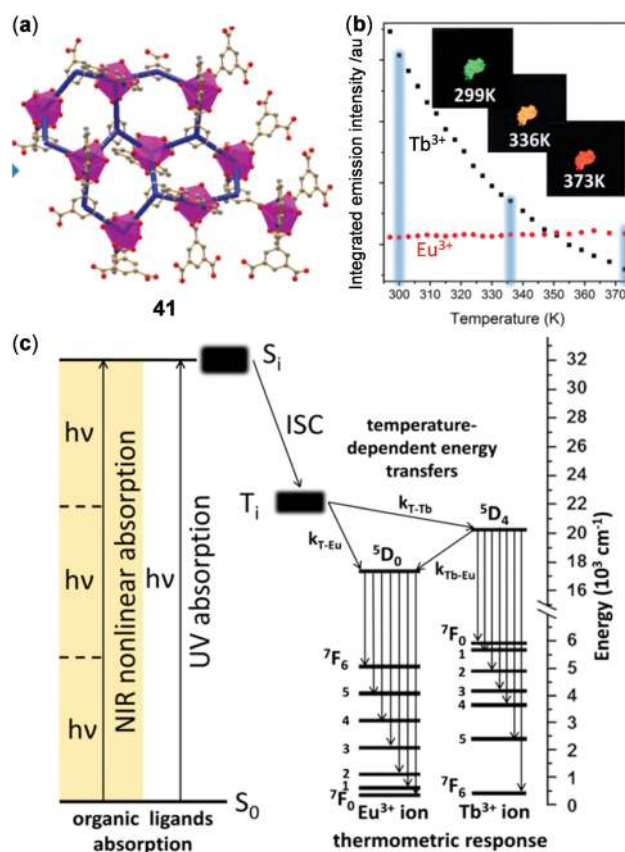 (a)
41
(b)
Integrated emission intensity /au
Tb³⁺
Eu³⁺
299K
336K
373K
300 310 320 330 340 350 360 370
Temperature (K)
(c)
hν
hν
hν
NIR nonlinear absorption
hν
UV absorption
Sᵢ
ISC
Tᵢ
S₀
organic ligands
absorption
temperature-
dependent energy
transfers
k_T-Tb
k_T-Eu
k_Tb-Eu
⁵D₀
⁵D₄
⁷F₆
5
4
3
2
1
⁷F₀
Eu³⁺ ion
⁷F₀
1
2
3
4
5
⁷F₆
Tb³⁺ ion
thermometric response
32
30
28
26
24
22
20
18
16
6
5
4
3
2
1
0
Energy (10³ cm⁻¹)